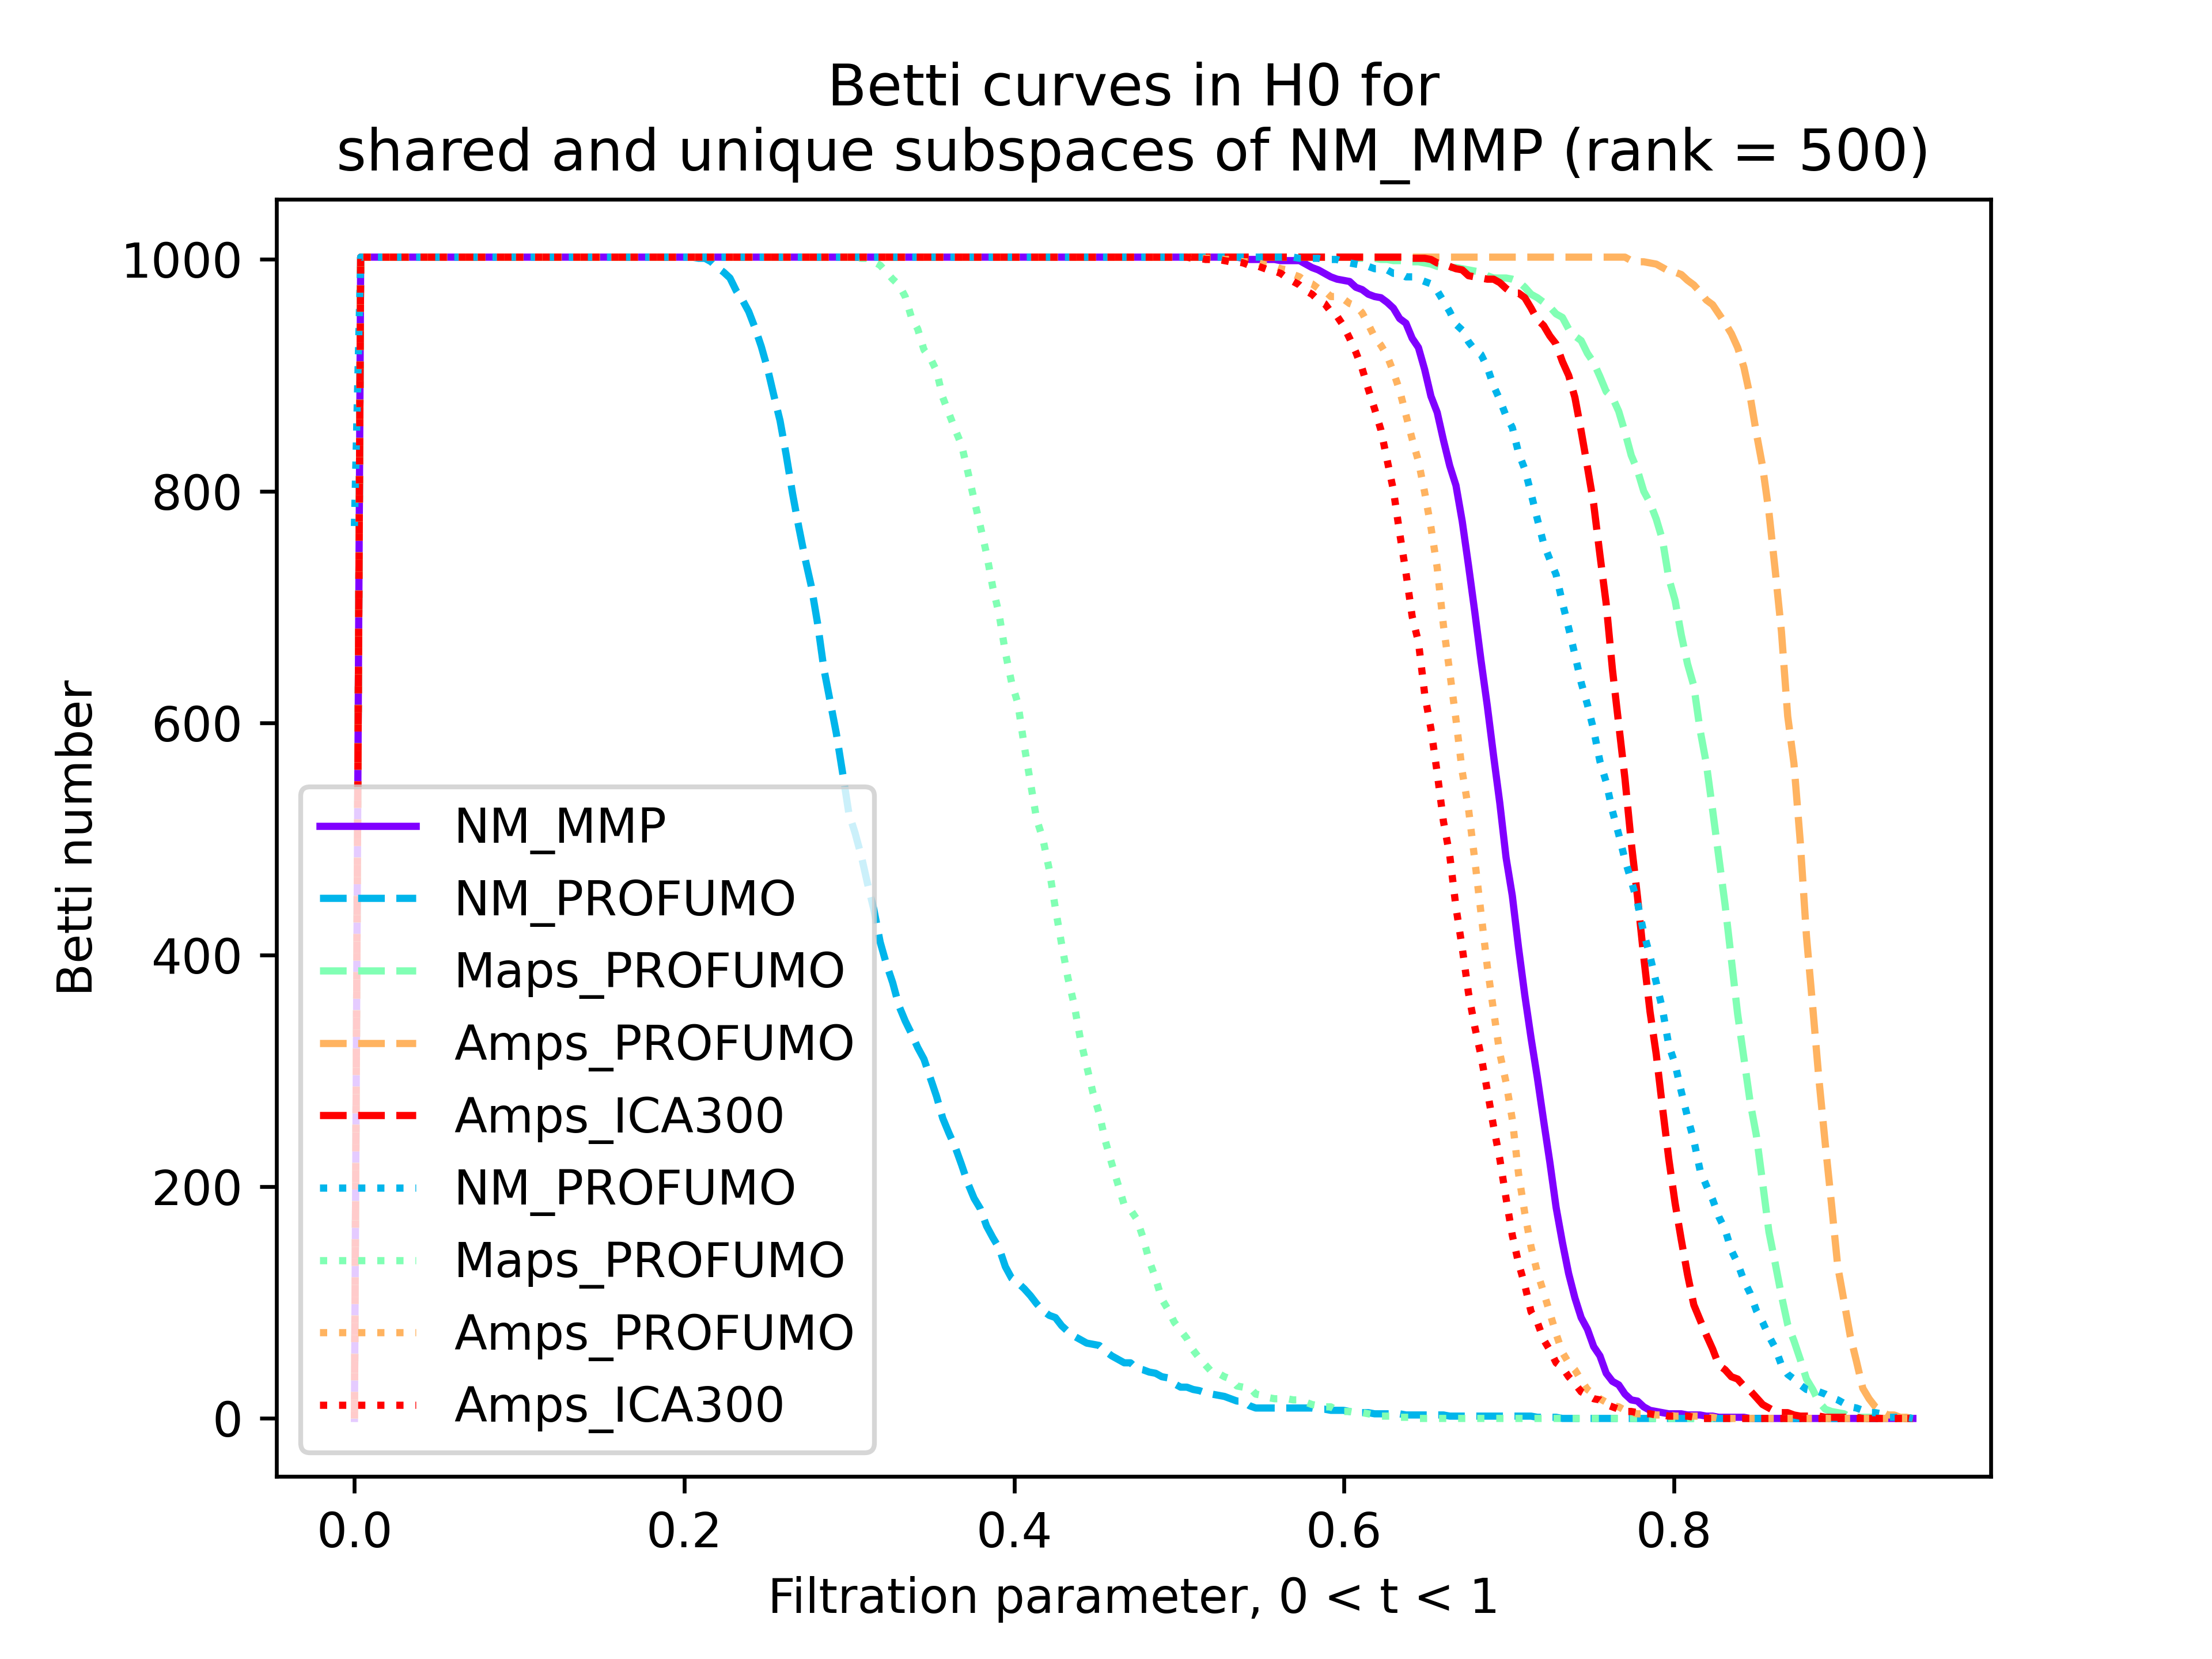 Betti curves in H0 for
shared and unique subspaces of NM_MMP (rank = 500)
Betti number
1000
800
600
400
200
0
NM_MMP
NM_PROFUMO
Maps_PROFUMO
Amps_PROFUMO
Amps_ICA300
NM_PROFUMO
Maps_PROFUMO
Amps_PROFUMO
Amps_ICA300
0.0 0.2 0.4 0.6 0.8
Filtration parameter, 0 < t < 1